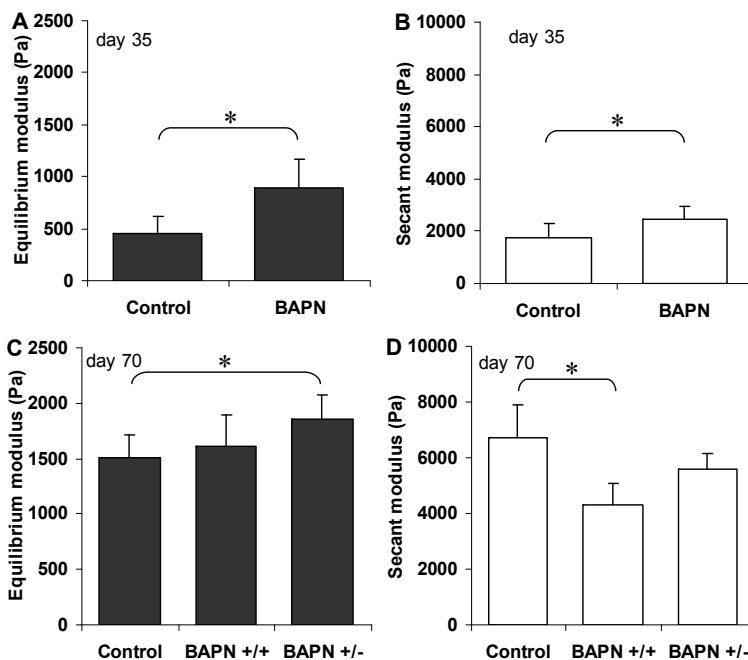 A
day 35
Equilibrium modulus (Pa)
2500
2000
1500
1000
500
0
*
Control BAPN
B
day 35
Secant modulus (Pa)
10000
8000
6000
4000
2000
0
*
Control BAPN
C
day 70
Equilibrium modulus (Pa)
2500
2000
1500
1000
500
0
*
Control BAPN +/+ BAPN +/-
D
day 70
Secant modulus (Pa)
10000
8000
6000
4000
2000
0
*
Control BAPN +/+ BAPN +/-